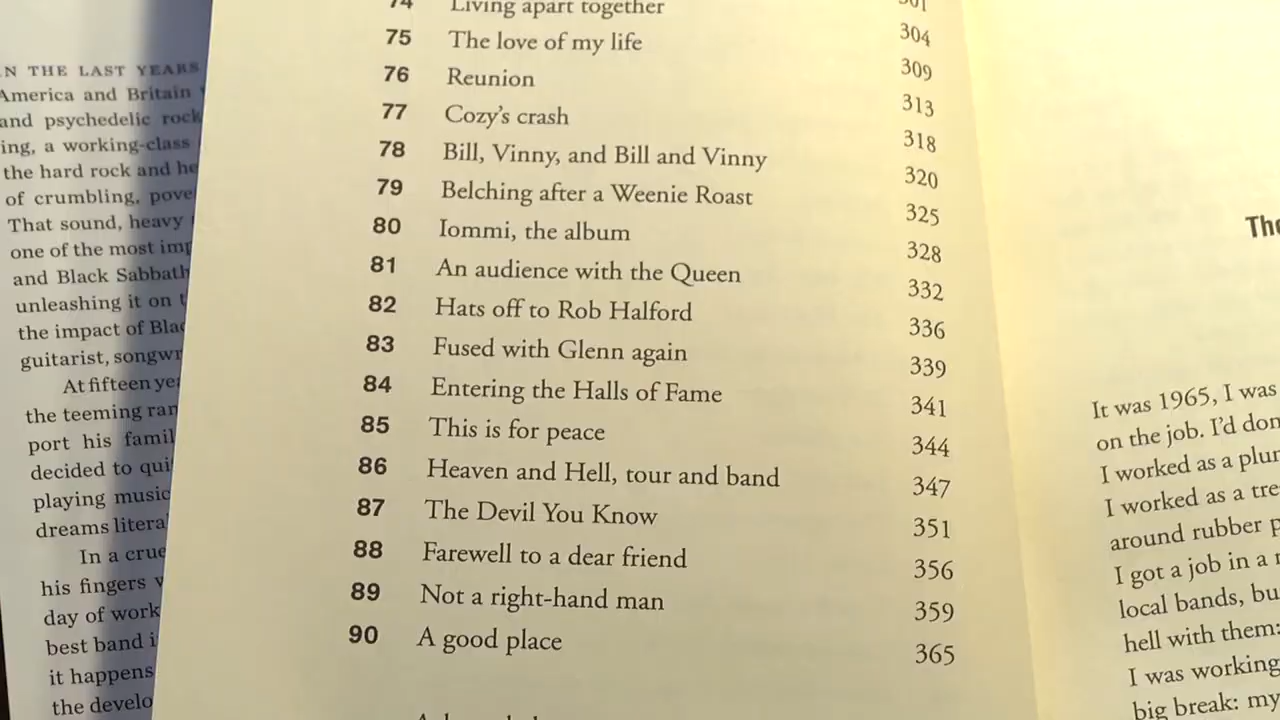 IN THE LAST YEARS
America and Britain
and psychedelic rock
ing, a working-class
the hard rock and he
of crumbling, pove
That sound, heavy
one of the most imp
and Black Sabbath
unleashing it on t
the impact of Blac
guitarist, songwr
At fifteen yea
the teeming ran
port his famil
decided to qui
playing music
dreams litera
In a crue
his fingers w
day of work
best band i
it happens
the develo
301
74 Living apart together 304
75 The love of my life 309
76 Reunion 313
77 Cozy's crash 318
78 Bill, Vinny, and Bill and Vinny 320
79 Belching after a Weenie Roast 325
80 Iommi, the album 328
81 An audience with the Queen 332
82 Hats off to Rob Halford 336
83 Fused with Glenn again 339
84 Entering the Halls of Fame 341
85 This is for peace 344
86 Heaven and Hell, tour and band 347
87 The Devil You Know 351
88 Farewell to a dear friend 356
89 Not a right-hand man 359
90 A good place 365
The
It was 1965, I was
on the job. I'd don
I worked as a plum
I worked as a tre
around rubber p
I got a job in a
local bands, bu
hell with them:
I was working
big break: my